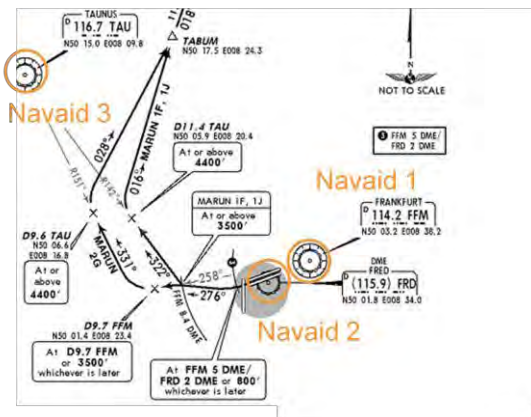 TAUNUS
D 116.7 TAU
N50 15.0 E008 09.8
11
018°
TABUM
N50 17.5 E008 24.3
N
NOT TO SCALE
Navaid 3
D11.4 TAU
N50 05.9 E008 20.4
At or above
4400'
1 FFM 5 DME/
FRD 2 DME
028°
016°
MARUN 1F, 1J
R151°
R142°
Navaid 1
MARUN 1F, 1J
At or above
3500'
FRANKFURT
D 114.2 FFM
N50 03.2 E008 38.2
D9.6 TAU
N50 06.6
E008 16.8
At or
above
4400'
MARUN
2G
331°
322°
FFM 8.4 DME
258°
276°
1
DME
FRED
D (115.9) FRD
N50 01.8 E008 34.0
Navaid 2
D9.7 FFM
N50 01.4 E008 23.4
At D9.7 FFM
or 3500'
whichever is later
At FFM 5 DME/
FRD 2 DME or 800'
whichever is later